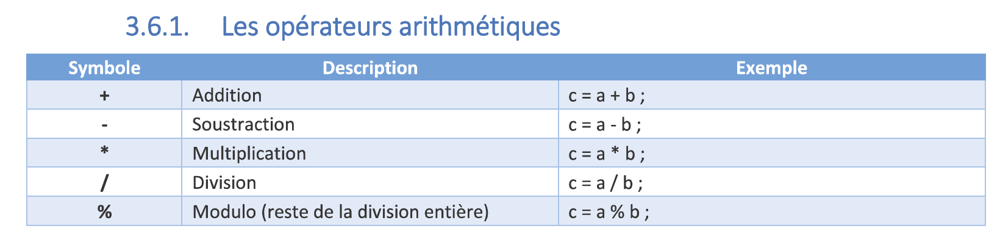 3.6.1. Les opérateurs arithmétiques
Symbole Description Exemple
+ Addition c = a + b ;
- Soustraction c = a - b ;
* Multiplication c = a * b ;
/ Division c = a / b ;
% Modulo (reste de la division entière) c = a % b ;